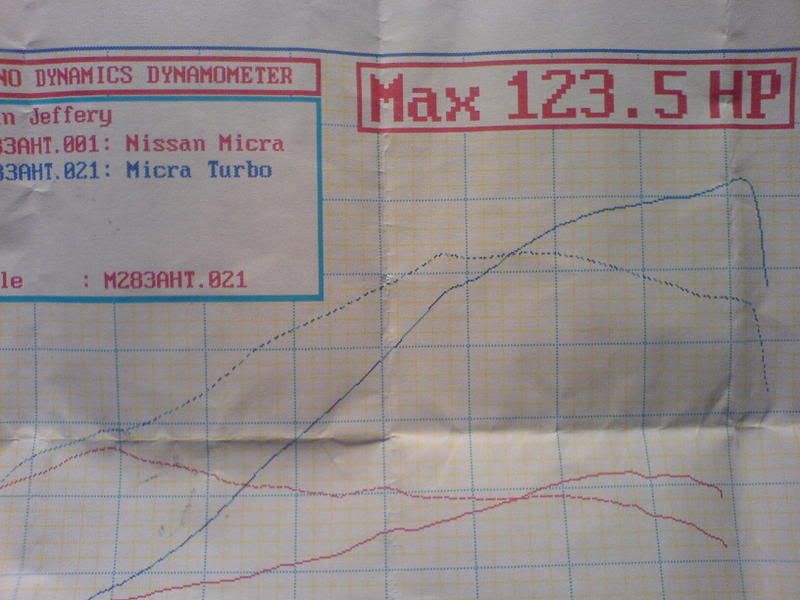 NO DYNAMICS DYNAMOMETER
Max 123.5 HP
n Jeffery
83AHT.001: Nissan Micra
83AHT.021: Micra Turbo
le : M283AHT.021